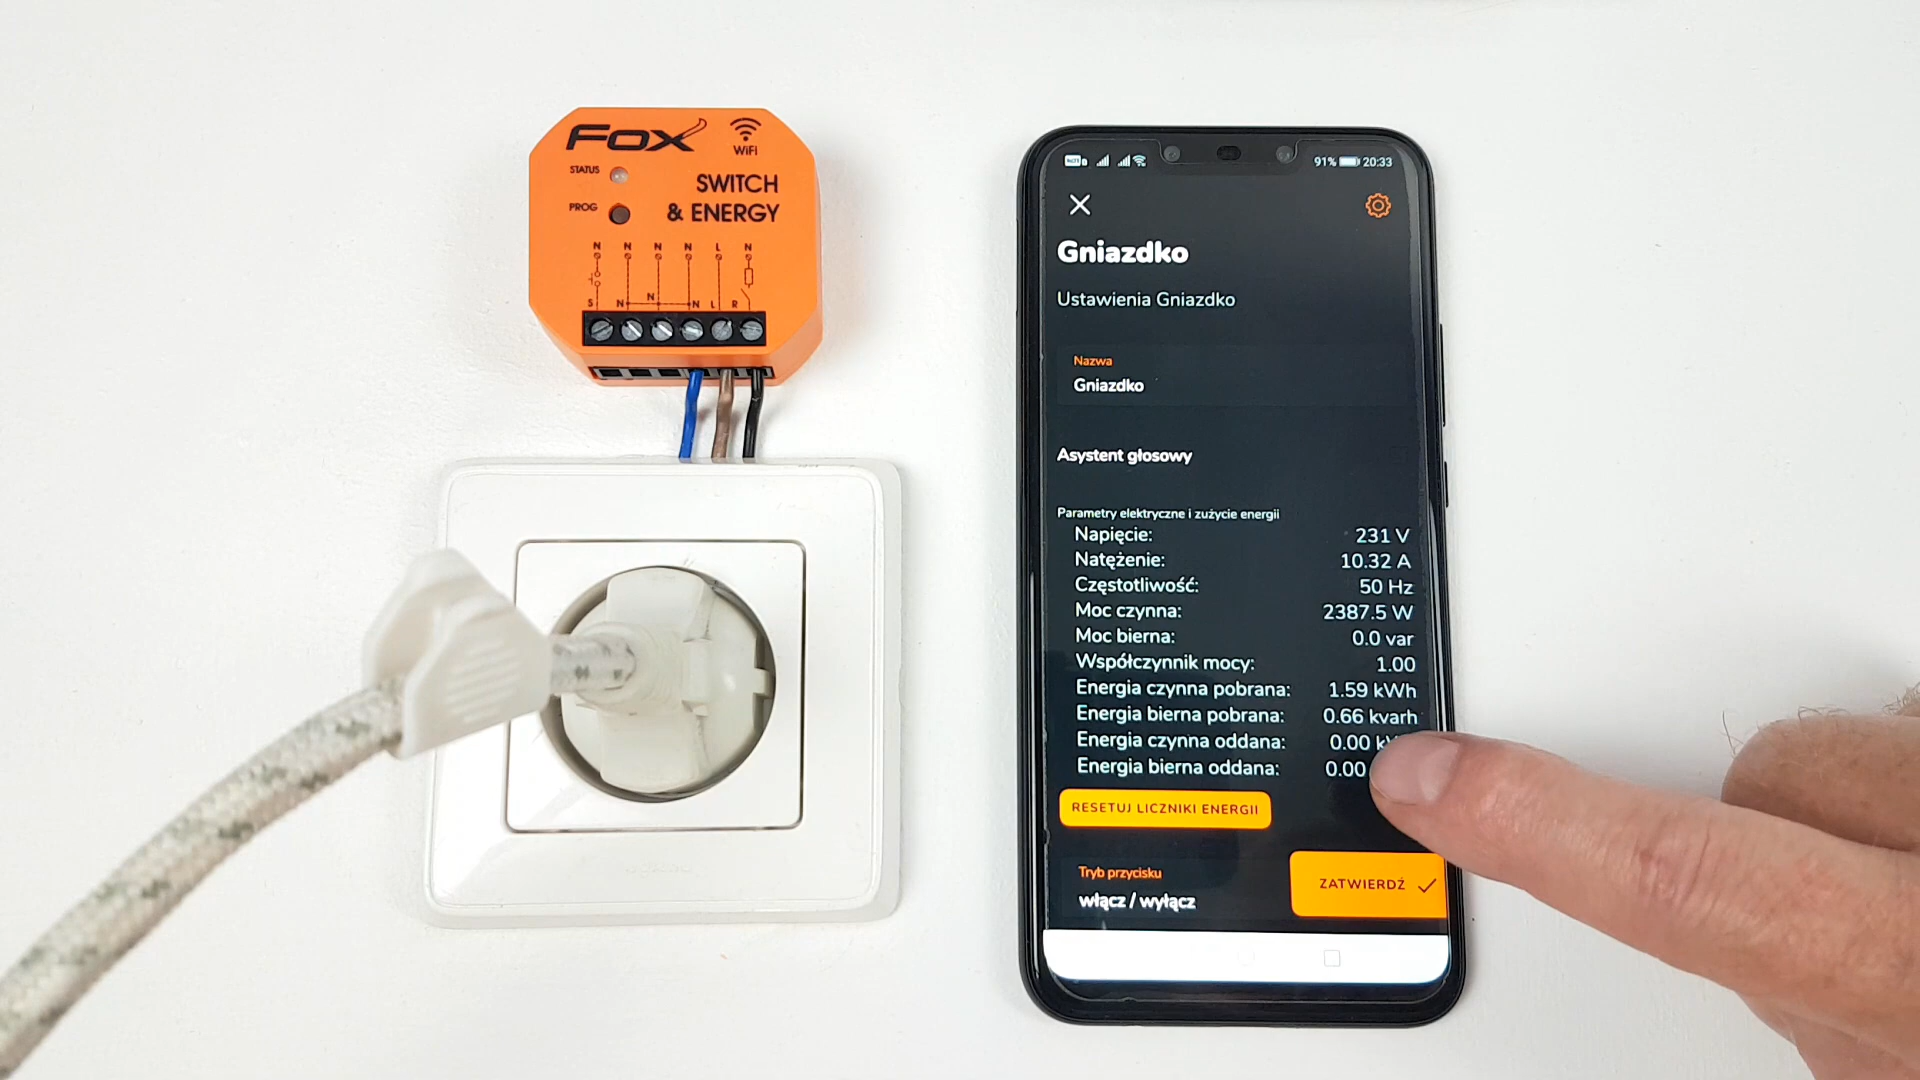 FOX
WiFi
STATUS
SWITCH
PROG
& ENERGY
N N N N L N
S N N N L R
91% 20:33
Gniazdko
Ustawienia Gniazdko
Nazwa
Gniazdko
Asystent głosowy
Parametry elektryczne i zużycie energii
Napięcie: 231 V
Natężenie: 10.32 A
Częstotliwość: 50 Hz
Moc czynna: 2387.5 W
Moc bierna: 0.0 var
Współczynnik mocy: 1.00
Energia czynna pobrana: 1.59 kWh
Energia bierna pobrana: 0.66 kvarh
Energia czynna oddana: 0.00
Energia bierna oddana: 0.00
RESETUJ LICZNIKI ENERGII
Tryb przycisku
włącz / wyłącz
ZATWIERDŹ